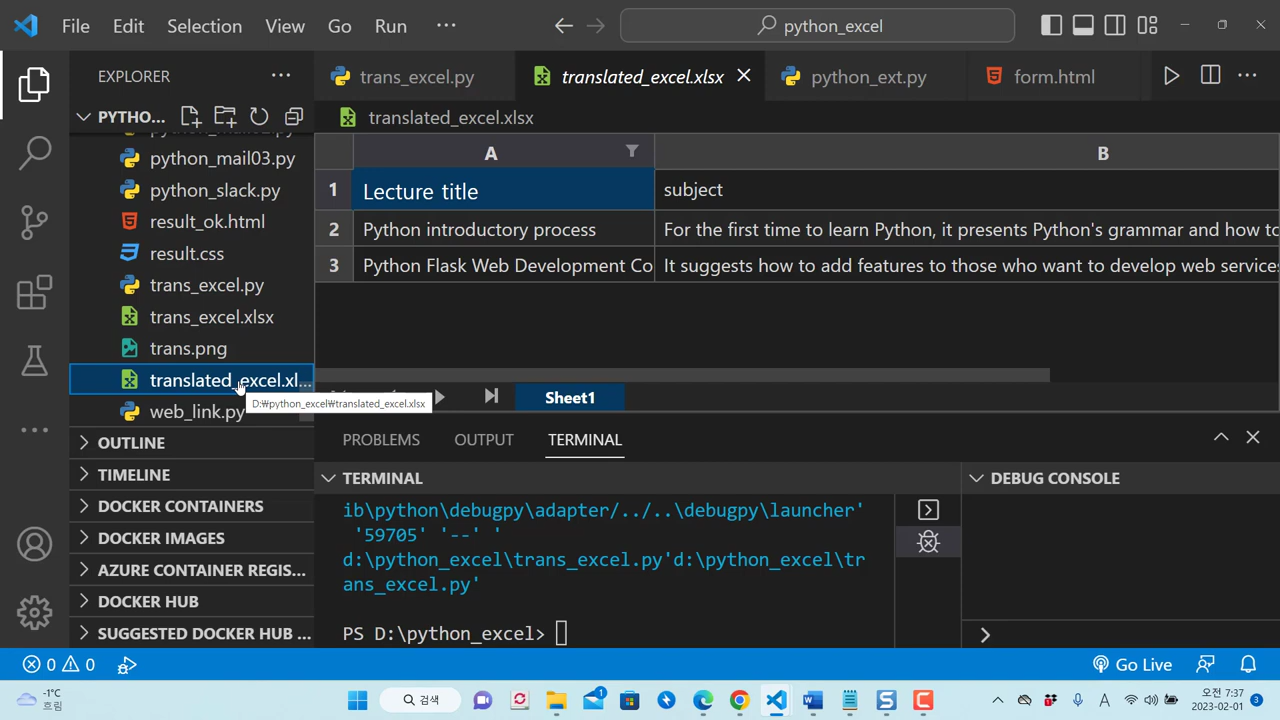 File Edit Selection View Go Run ··· python_excel
EXPLORER ···
trans_excel.py translated_excel.xlsx python_ext.py form.html ···
PYTHO...
translated_excel.xlsx
python_mail03.py
python_slack.py
result_ok.html
result.css
trans_excel.py
trans_excel.xlsx
trans.png
translated_excel.xl...
web_link.py
D:₩python_excel₩translated_excel.xlsx
A B
1 Lecture title subject
2 Python introductory process For the first time to learn Python, it presents Python's grammar and how to
3 Python Flask Web Development Co It suggests how to add features to those who want to develop web services
Sheet1
OUTLINE
TIMELINE
DOCKER CONTAINERS
DOCKER IMAGES
AZURE CONTAINER REGIS...
DOCKER HUB
SUGGESTED DOCKER HUB ...
PROBLEMS OUTPUT TERMINAL
TERMINAL
ib\python\debugpy\adapter/../..\debugpy\launcher'
'59705' '--' '
d:\python_excel\trans_excel.py'd:\python_excel\tr
ans_excel.py'
PS D:\python_excel>
DEBUG CONSOLE
0 0 Go Live
-1°C
흐림
검색
1
A
오전 7:37
2023-02-01
3